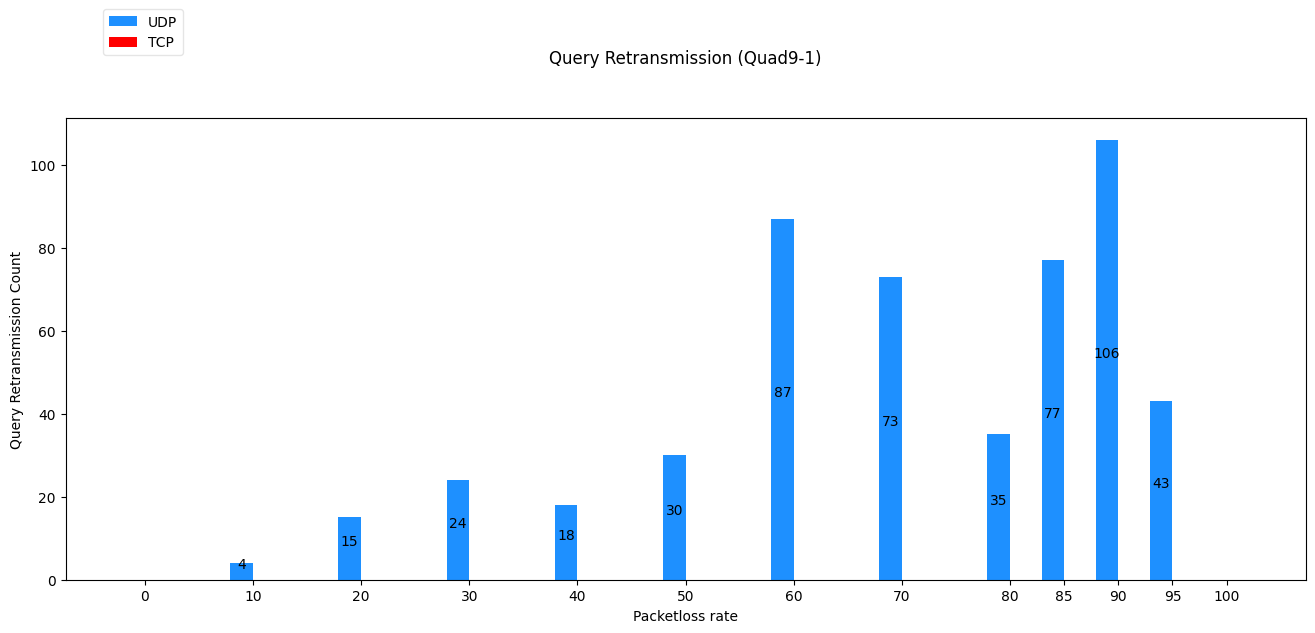 UDP
TCP
Query Retransmission (Quad9-1)
Query Retransmission Count
100
80
60
40
20
0
4
15
24
18
30
87
73
35
77
106
43
0 10 20 30 40 50 60 70 80 85 90 95 100
Packetloss rate